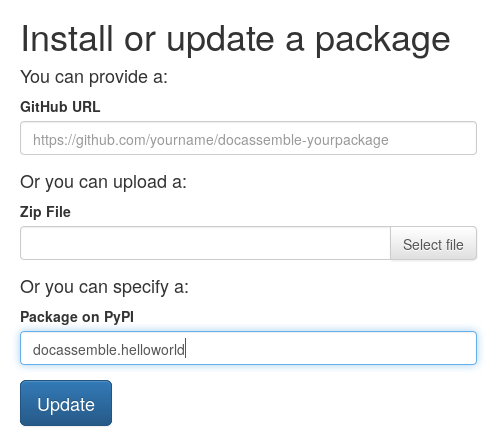 Install or update a package
You can provide a:
GitHub URL
https://github.com/yourname/docassemble-yourpackage
Or you can upload a:
Zip File
Select file
Or you can specify a:
Package on PyPI
docassemble.helloworld
Update